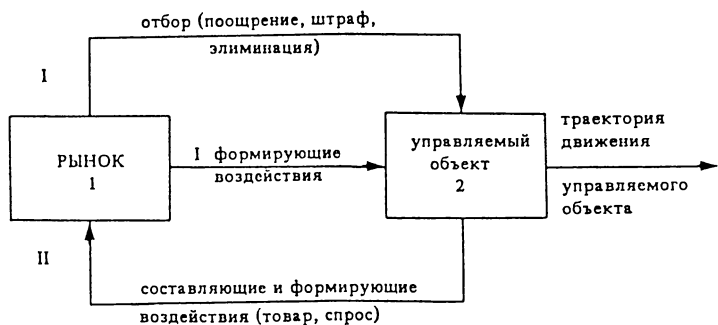 отбор (поощрение, штраф,
элиминация)
I
РЫНОК
1
I формирующие
воздействия
управляемый
объект
2
траектория
движения
управляемого
объекта
II
составляющие и формирующие
воздействия (товар, спрос)